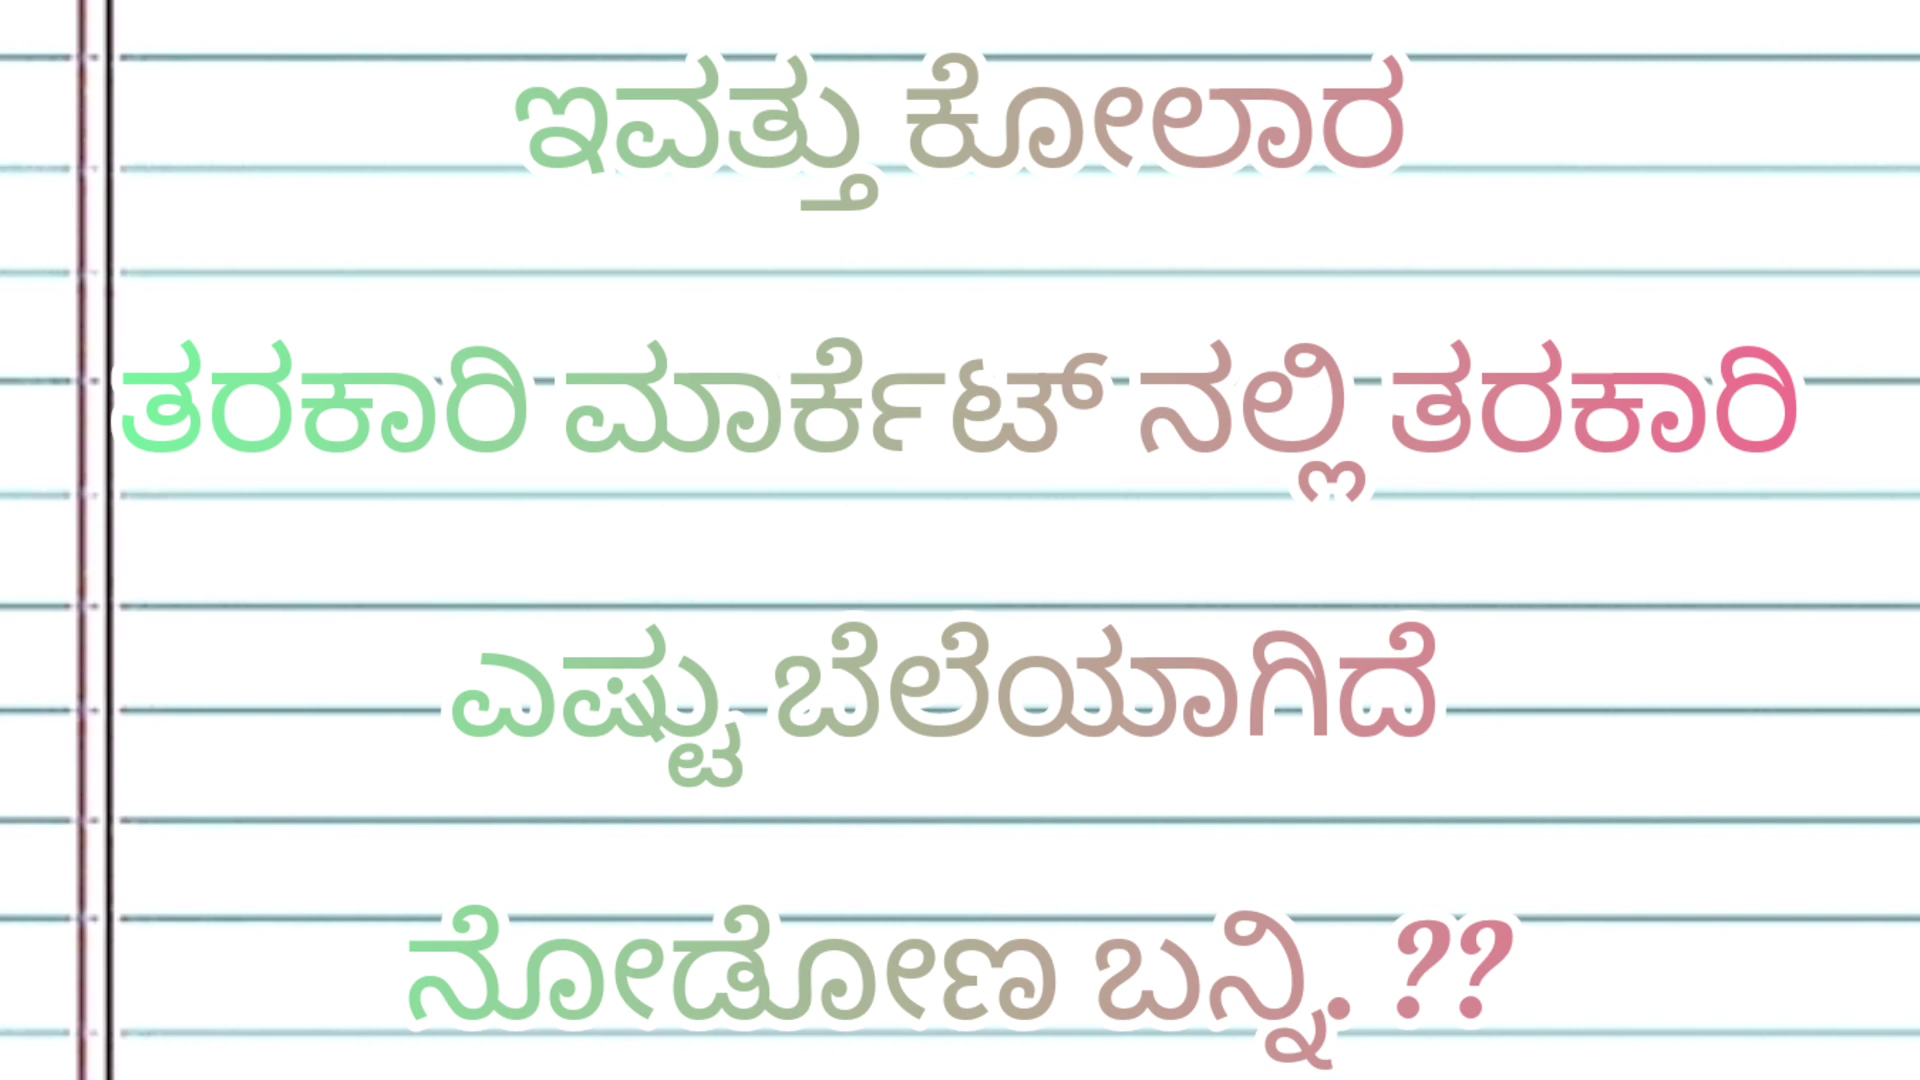 ಇವತ್ತು ಕೋಲಾರ
ತರಕಾರಿ ಮಾರ್ಕೆಟ್ ನಲ್ಲಿ ತರಕಾರಿ
ಎಷ್ಟು ಬೆಲೆಯಾಗಿದೆ
ನೋಡೋಣ ಬನ್ನಿ. ??